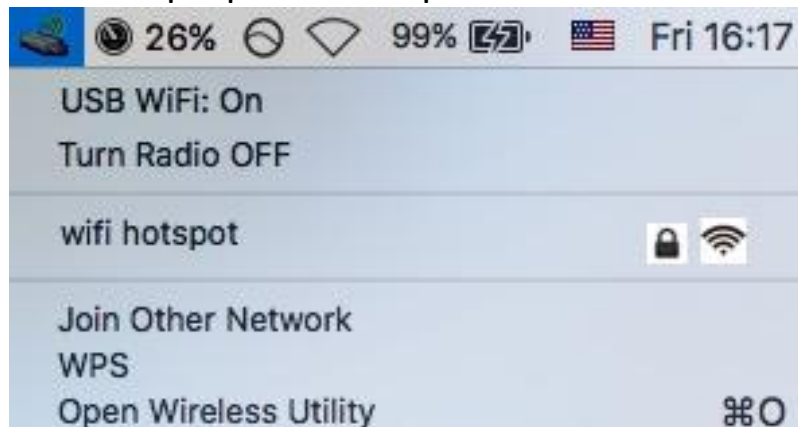 26% 99% Fri 16:17
USB WiFi: On
Turn Radio OFF
wifi hotspot
Join Other Network
WPS
Open Wireless Utility ⌘O